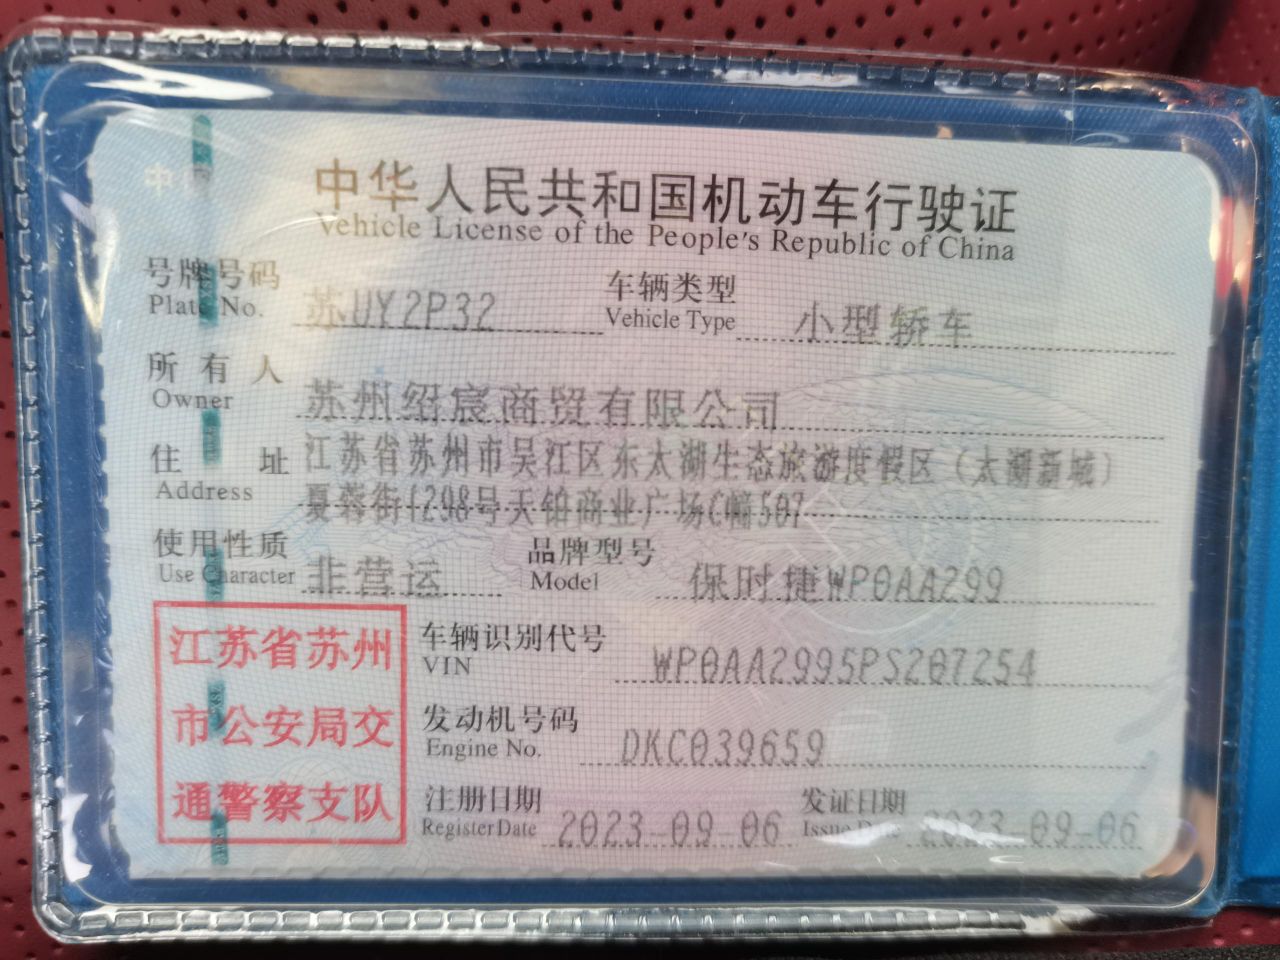 中华人民共和国机动车行驶证
Vehicle License of the People's Republic of China
号牌号码 苏UY2P32 车辆类型 小型轿车
Plate No. Vehicle Type
所有人 苏州绍宸商贸有限公司
Owner
住址 江苏省苏州市吴江区东太湖生态旅游度假区（太湖新城）
Address 夏蓉街1298号天铂商业广场C幢507
使用性质 非营运 品牌型号 保时捷WP0AA299
Use Character Model
江苏省苏州
市公安局交
通警察支队
车辆识别代号 WP0AA2995PS207254
VIN
发动机号码 DKC039659
Engine No.
注册日期 2023-09-06 发证日期 2023-09-06
Register Date Issue Date